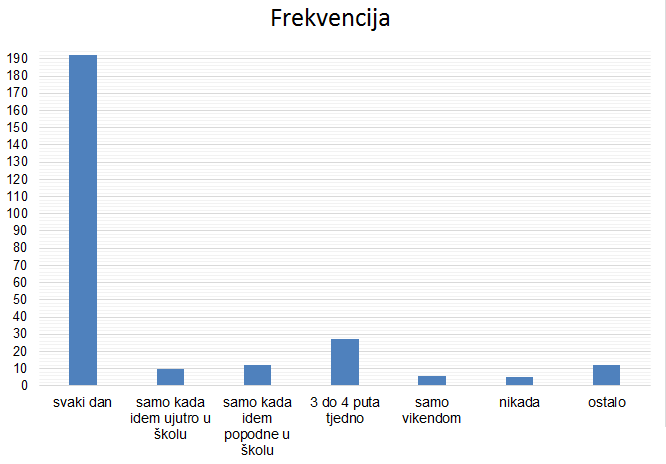 Frekvencija
190
180
170
160
150
140
130
120
110
100
90
80
70
60
50
40
30
20
10
0
svaki dan
samo kada
idem ujutro u
školu
samo kada
idem
popodne u
školu
3 do 4 puta
tjedno
samo
vikendom
nikada
ostalo